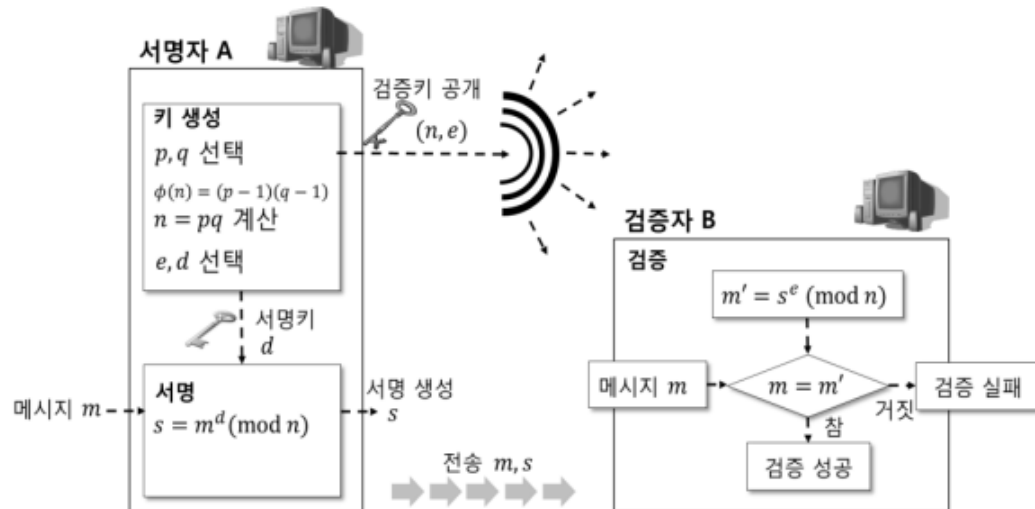 서명자 A
키 생성
p, q 선택
ϕ(n) = (p − 1)(q − 1)
n = pq 계산
e, d 선택
검증키 공개
(n, e)
서명키
d
메시지 m
서명
s = m^d (mod n)
서명 생성
s
전송 m, s
검증자 B
검증
m′ = s^e (mod n)
메시지 m
m = m′
거짓
검증 실패
참
검증 성공